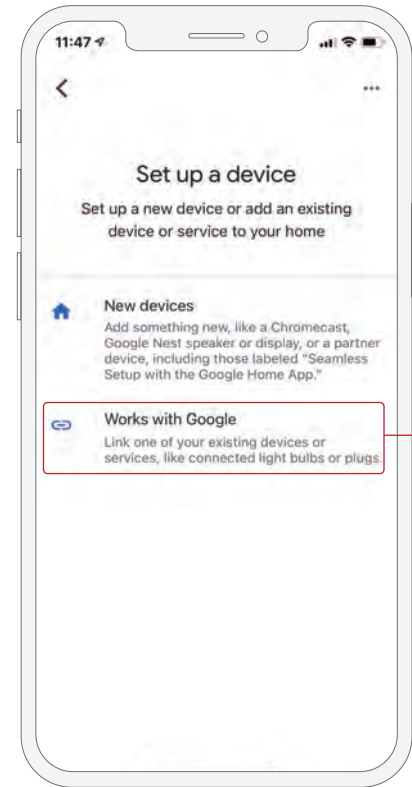 11:47
Set up a device
Set up a new device or add an existing
device or service to your home
New devices
Add something new, like a Chromecast,
Google Nest speaker or display, or a partner
device, including those labeled "Seamless
Setup with the Google Home App."
Works with Google
Link one of your existing devices or
services, like connected light bulbs or plugs.